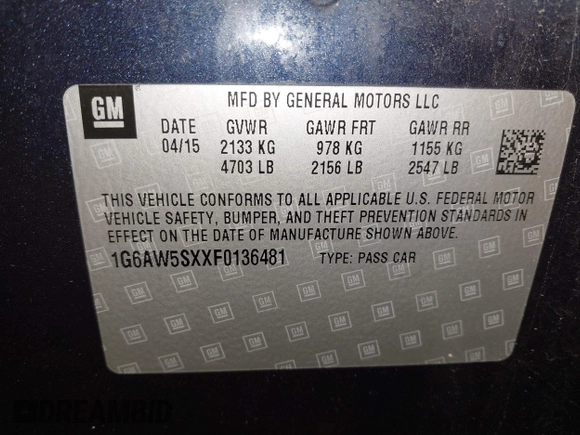 GM
MFD BY GENERAL MOTORS LLC
DATE GVWR GAWR FRT GAWR RR
04/15 2133 KG 978 KG 1155 KG
4703 LB 2156 LB 2547 LB
THIS VEHICLE CONFORMS TO ALL APPLICABLE U.S. FEDERAL MOTOR
VEHICLE SAFETY, BUMPER, AND THEFT PREVENTION STANDARDS IN
EFFECT ON THE DATE OF MANUFACTURE SHOWN ABOVE.
1G6AW5SXXF0136481 TYPE: PASS CAR
DREAMBID